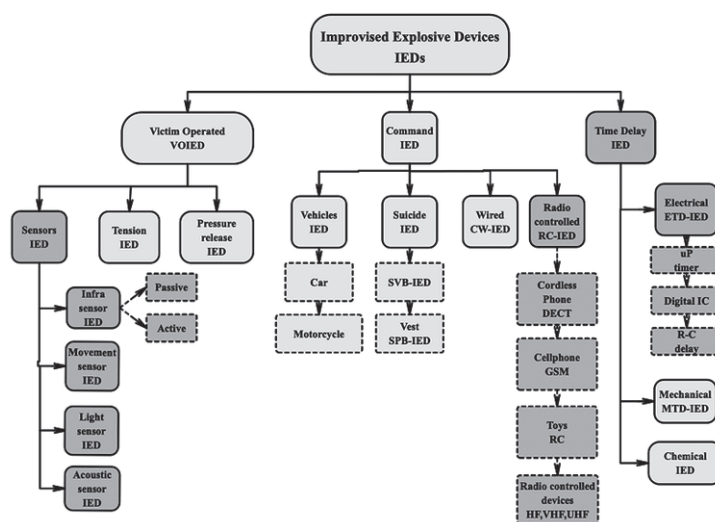 Improvised Explosive Devices
IEDs
Victim Operated
VOIED
Command
IED
Time Delay
IED
Sensors
IED
Tension
IED
Pressure
release
IED
Vehicles
IED
Suicide
IED
Wired
CW-IED
Radio
controlled
RC-IED
Electrical
ETD-IED
Infra
sensor
IED
Passive
Active
Movement
sensor
IED
Light
sensor
IED
Acoustic
sensor
IED
Car
Motorcycle
SVB-IED
Vest
SPB-IED
Cordless
Phone
DECT
Cellphone
GSM
Toys
RC
Radio controlled
devices
HF,VHF,UHF
uP
timer
Digital IC
R-C
delay
Mechanical
MTD-IED
Chemical
IED